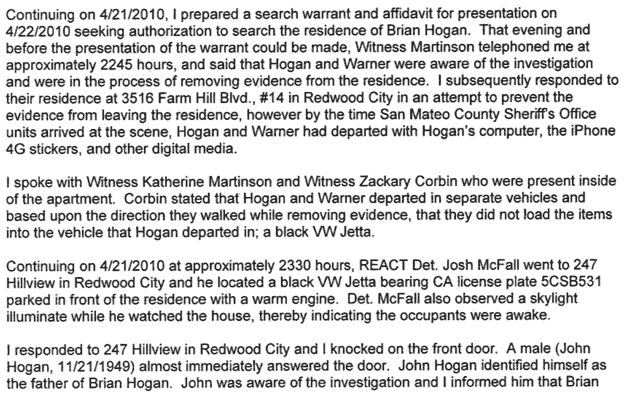 Continuing on 4/21/2010, I prepared a search warrant and affidavit for presentation on
4/22/2010 seeking authorization to search the residence of Brian Hogan.  That evening and
before the presentation of the warrant could be made, Witness Martinson telephoned me at
approximately 2245 hours, and said that Hogan and Warner were aware of the investigation
and were in the process of removing evidence from the residence.  I subsequently responded to
their residence at 3516 Farm Hill Blvd., #14 in Redwood City in an attempt to prevent the
evidence from leaving the residence, however by the time San Mateo County Sheriff's Office
units arrived at the scene, Hogan and Warner had departed with Hogan's computer, the iPhone
4G stickers, and other digital media.

I spoke with Witness Katherine Martinson and Witness Zackary Corbin who were present inside
of the apartment.  Corbin stated that Hogan and Warner departed in separate vehicles and
based upon the direction they walked while removing evidence, that they did not load the items
into the vehicle that Hogan departed in; a black VW Jetta.

Continuing on 4/21/2010 at approximately 2330 hours, REACT Det. Josh McFall went to 247
Hillview in Redwood City and he located a black VW Jetta bearing CA license plate 5CSB531
parked in front of the residence with a warm engine.  Det. McFall also observed a skylight
illuminate while he watched the house, thereby indicating the occupants were awake.

I responded to 247 Hillview in Redwood City and I knocked on the front door.  A male (John
Hogan, 11/21/1949) almost immediately answered the door.  John Hogan identified himself as
the father of Brian Hogan.  John was aware of the investigation and I informed him that Brian